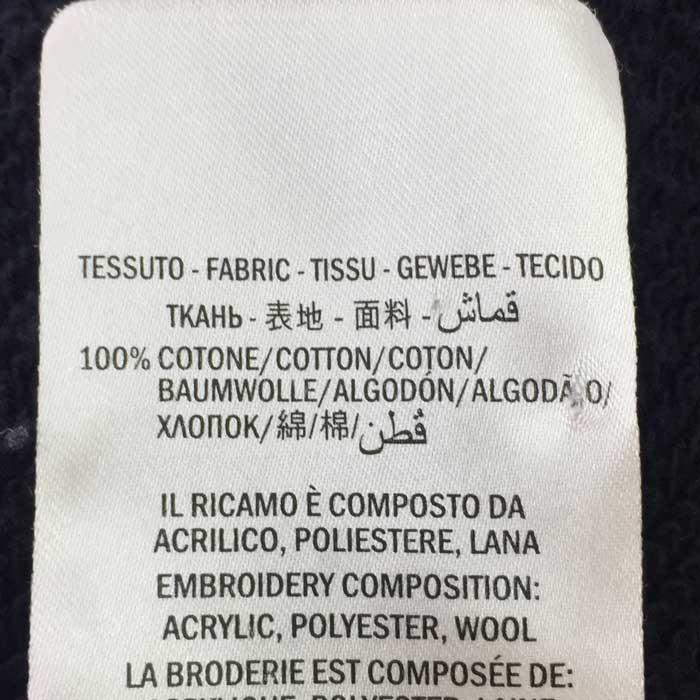 TESSUTO - FABRIC - TISSU - GEWEBE - TECIDO
ТКАНЬ - 表地 - 面料 - قماش
100% COTONE/COTTON/COTON/
BAUMWOLLE/ALGODÓN/ALGODÃO/
ХЛОПОК/綿/棉/قطن
IL RICAMO È COMPOSTO DA
ACRILICO, POLIESTERE, LANA
EMBROIDERY COMPOSITION:
ACRYLIC, POLYESTER, WOOL
LA BRODERIE EST COMPOSÉE DE: